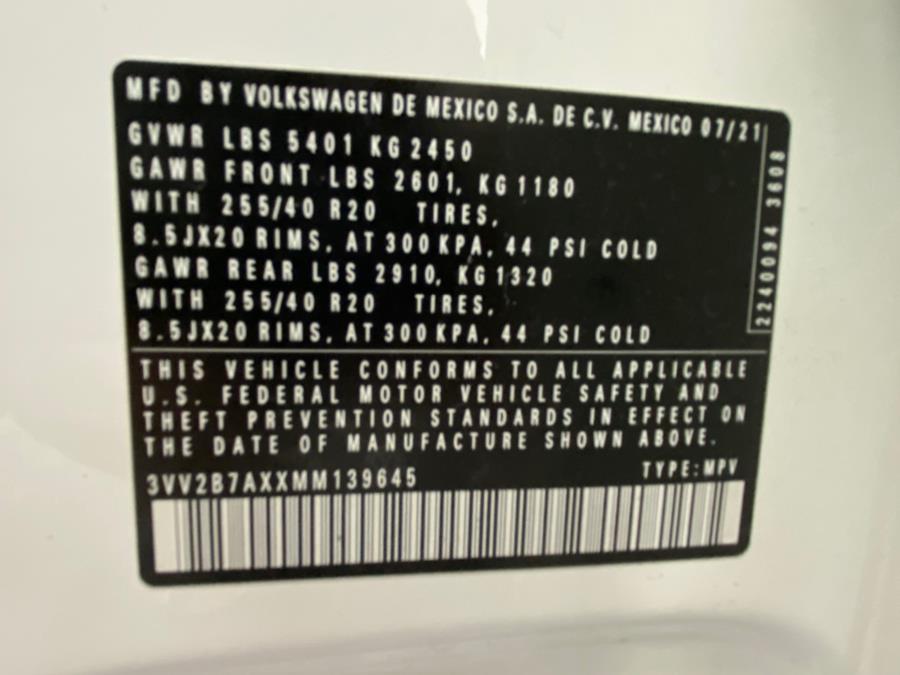 MFD BY VOLKSWAGEN DE MEXICO S.A. DE C.V. MEXICO 07/21
GVWR LBS 5401 KG 2450
GAWR FRONT LBS 2601, KG 1180
WITH 255/40 R20 TIRES,
8.5JX20 RIMS, AT 300 KPA, 44 PSI COLD
GAWR REAR LBS 2910, KG 1320
WITH 255/40 R20 TIRES,
8.5JX20 RIMS, AT 300 KPA, 44 PSI COLD
2240094 3608
THIS VEHICLE CONFORMS TO ALL APPLICABLE
U.S. FEDERAL MOTOR VEHICLE SAFETY AND
THEFT PREVENTION STANDARDS IN EFFECT ON
THE DATE OF MANUFACTURE SHOWN ABOVE.
3VV2B7AXXMM139645 TYPE: MPV